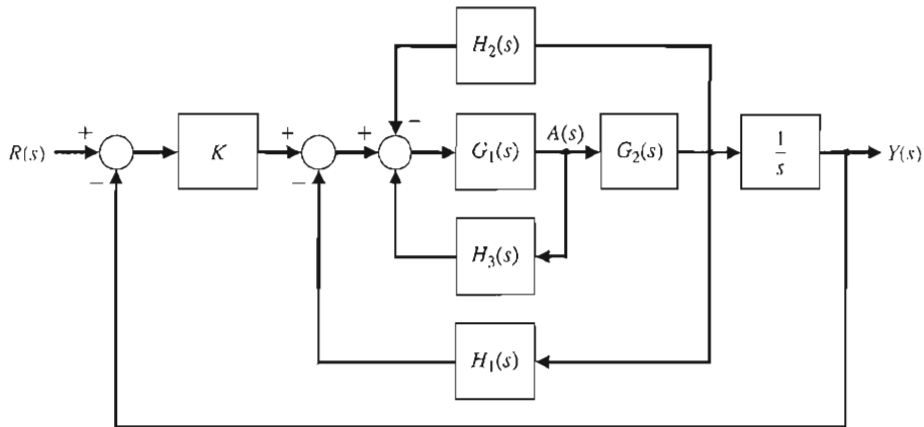 H₂(s)
R(s) + − K + − + − G₁(s) A(s) G₂(s) 1/s Y(s)
H₃(s)
H₁(s)
−